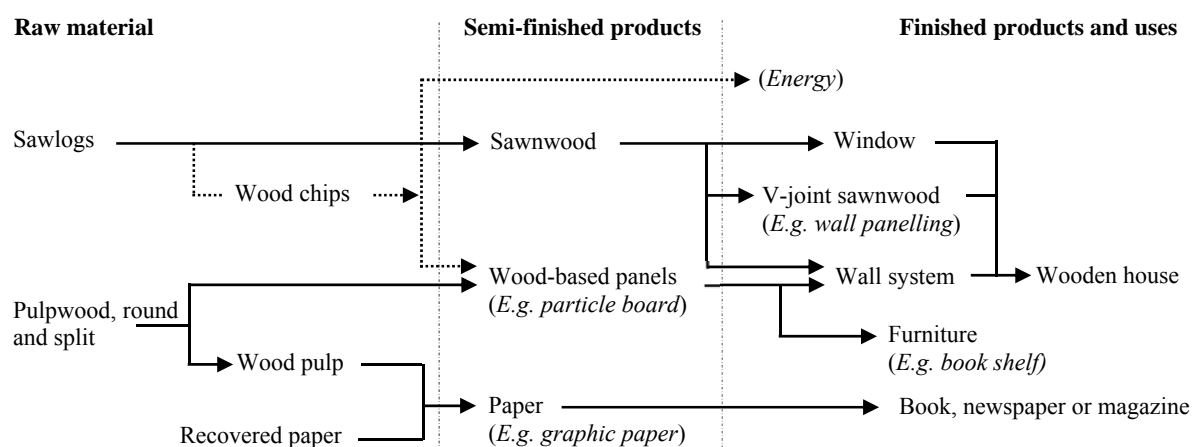 Raw material
Semi-finished products
Finished products and uses
(Energy)
Sawlogs
Sawnwood
Window
Wood chips
V-joint sawnwood
(E.g. wall panelling)
Wood-based panels
(E.g. particle board)
Wall system
Wooden house
Pulpwood, round
and split
Furniture
(E.g. book shelf)
Wood pulp
Paper
(E.g. graphic paper)
Book, newspaper or magazine
Recovered paper